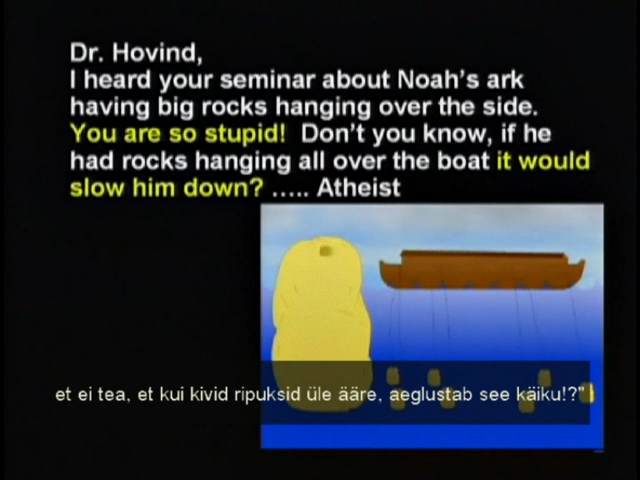 Dr. Hovind,
I heard your seminar about Noah's ark
having big rocks hanging over the side.
You are so stupid!  Don't you know, if he
had rocks hanging all over the boat it would
slow him down? ..... Atheist
et ei tea, et kui kivid ripuksid üle ääre, aeglustab see käiku!?"